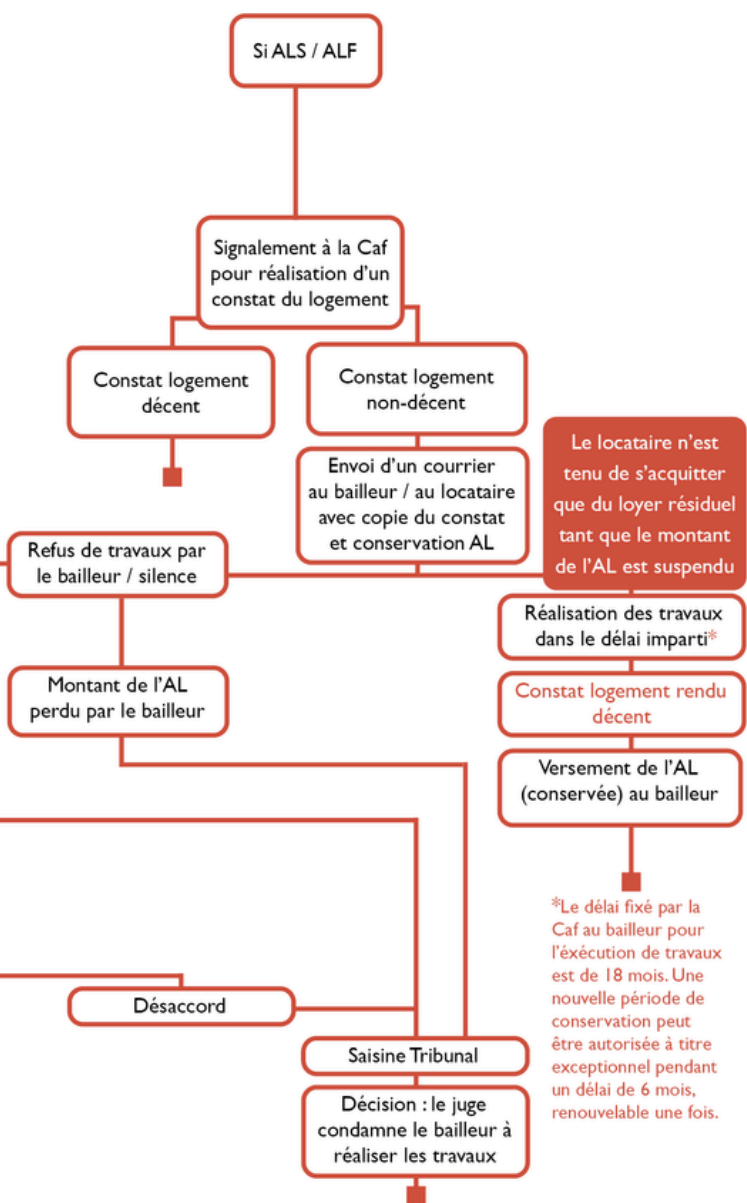 Si ALS / ALF
Signalement à la Caf
pour réalisation d'un
constat du logement
Constat logement
décent
Constat logement
non-décent
Envoi d'un courrier
au bailleur / au locataire
avec copie du constat
et conservation AL
Le locataire n'est
tenu de s'acquitter
que du loyer résiduel
tant que le montant
de l'AL est suspendu
Refus de travaux par
le bailleur / silence
Réalisation des travaux
dans le délai imparti*
Montant de l'AL
perdu par le bailleur
Constat logement rendu
décent
Versement de l'AL
(conservée) au bailleur
*Le délai fixé par la
Caf au bailleur pour
l'éxécution de travaux
est de 18 mois. Une
nouvelle période de
conservation peut
être autorisée à titre
exceptionnel pendant
un délai de 6 mois,
renouvelable une fois.
Désaccord
Saisine Tribunal
Décision : le juge
condamne le bailleur à
réaliser les travaux